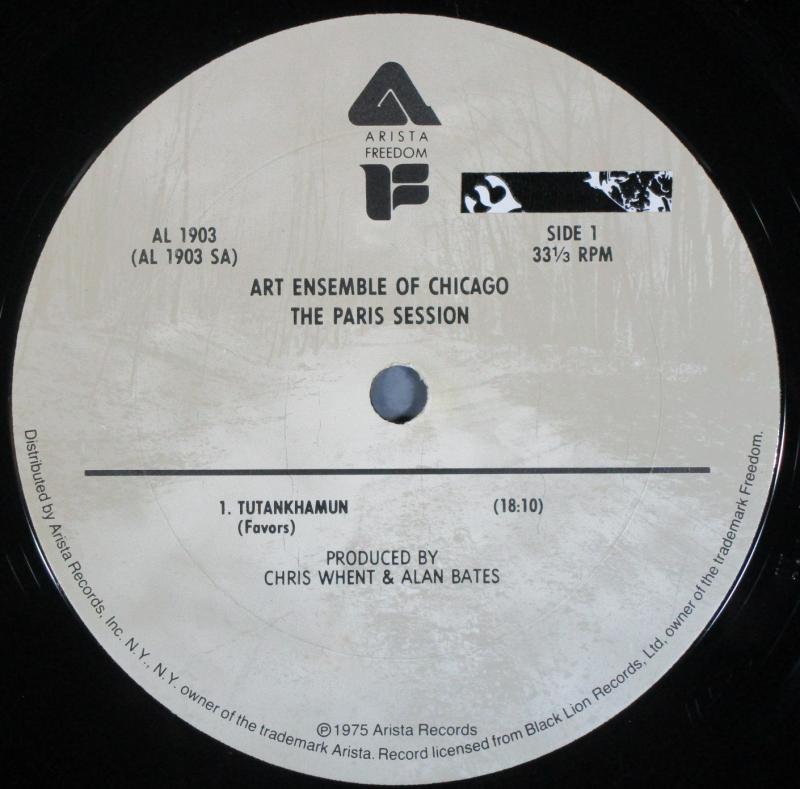 ARISTA
FREEDOM
F
AL 1903
(AL 1903 SA)
SIDE 1
33⅓ RPM
ART ENSEMBLE OF CHICAGO
THE PARIS SESSION
1. TUTANKHAMUN (18:10)
(Favors)
PRODUCED BY
CHRIS WHENT & ALAN BATES
℗1975 Arista Records
Distributed by Arista Records, Inc. N.Y., N.Y. owner of the trademark Arista. Record licensed from Black Lion Records, Ltd, owner of the trademark Freedom.